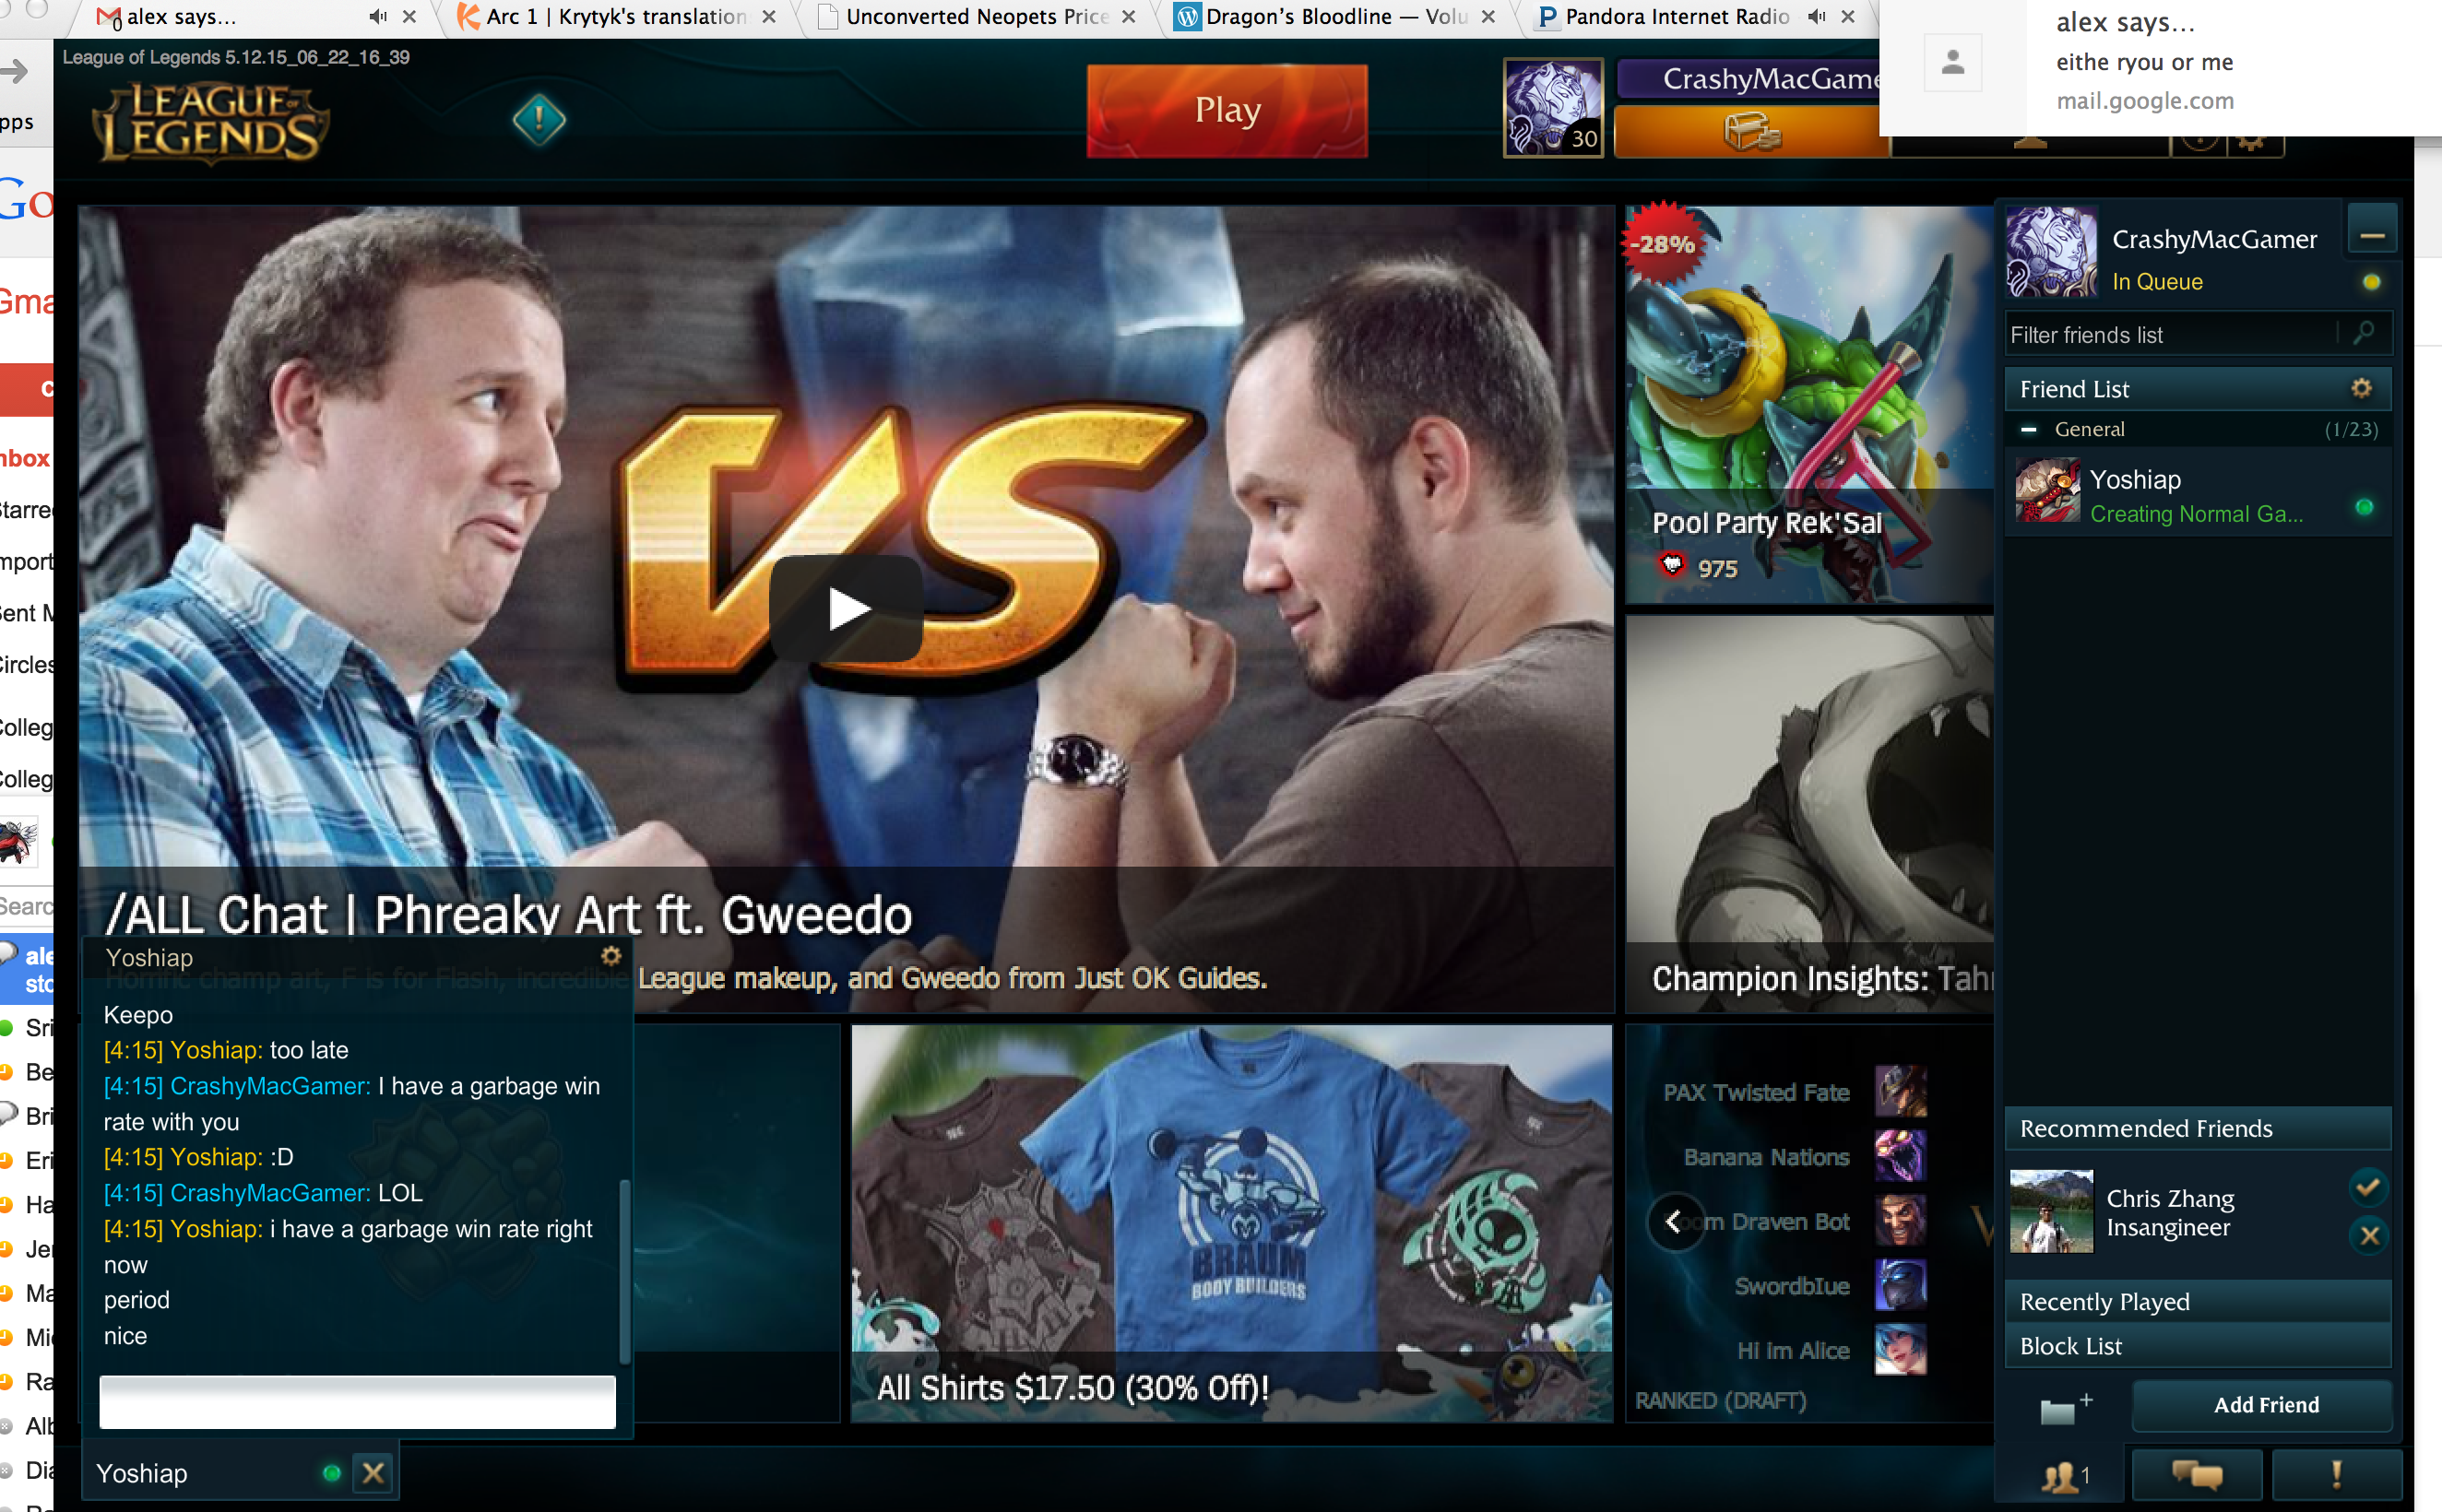 alex says...
Arc 1 | Krytyk's translation
Unconverted Neopets Price
Dragon's Bloodline — Volu
Pandora Internet Radio
alex says...
eithe ryou or me
mail.google.com
League of Legends 5.12.15_06_22_16_39
LEAGUE OF LEGENDS
Play
CrashyMacGame
30
pps
Go
Gma
C
nbox
Starre
mport
Sent M
Circles
Colleg
Colleg
Searc
ale
sto
Sri
Be
Bri
Eri
Ha
Jer
Ma
Mic
Ra
Alb
Dia
VS
/ALL Chat | Phreaky Art ft. Gweedo
Horrific champ art, F is for Flash, incredible League makeup, and Gweedo from Just OK Guides.
-28%
Pool Party Rek'Sai
975
Champion Insights: Tah
CrashyMacGamer
In Queue
Filter friends list
Friend List
General (1/23)
Yoshiap
Creating Normal Ga...
Recommended Friends
Chris Zhang
Insangineer
Recently Played
Block List
Add Friend
1
Yoshiap
Keepo
[4:15] Yoshiap: too late
[4:15] CrashyMacGamer: I have a garbage win
rate with you
[4:15] Yoshiap: :D
[4:15] CrashyMacGamer: LOL
[4:15] Yoshiap: i have a garbage win rate right
now
period
nice
Yoshiap
BRAUM
BODY BUILDERS
All Shirts $17.50 (30% Off)!
PAX Twisted Fate
Banana Nations
oom Draven Bot
SwordbIue
Hi im Alice
RANKED (DRAFT)
V